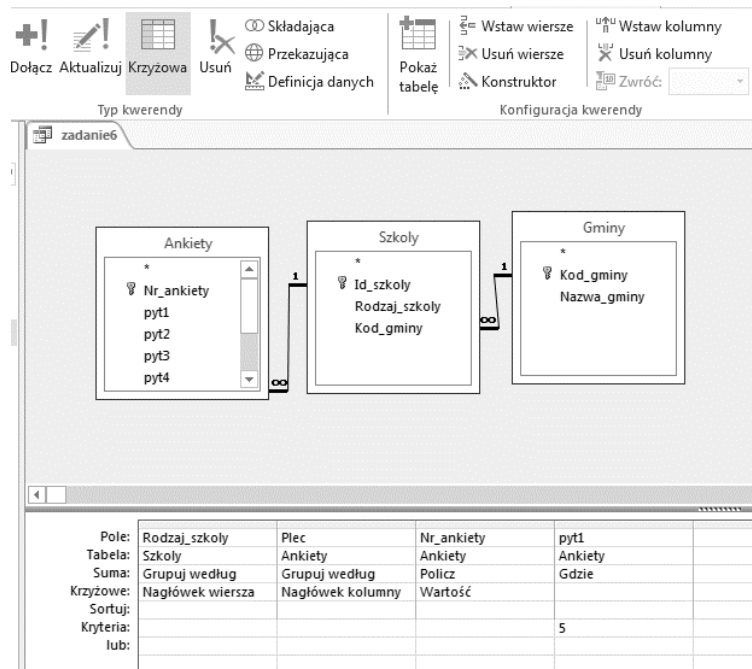 Dołącz Aktualizuj Krzyżowa Usuń
Składająca
Przekazująca
Definicja danych
Typ kwerendy
Pokaż
tabelę
Wstaw wiersze
Usuń wiersze
Konstruktor
Wstaw kolumny
Usuń kolumny
Zwróć:
Konfiguracja kwerendy
zadanie6
Ankiety
*
Nr_ankiety
pyt1
pyt2
pyt3
pyt4
1
∞
Szkoly
*
Id_szkoly
Rodzaj_szkoly
Kod_gminy
1
∞
Gminy
*
Kod_gminy
Nazwa_gminy
Pole: Rodzaj_szkoly Plec Nr_ankiety pyt1
Tabela: Szkoly Ankiety Ankiety Ankiety
Suma: Grupuj według Grupuj według Policz Gdzie
Krzyżowe: Nagłówek wiersza Nagłówek kolumny Wartość
Sortuj:
Kryteria: 5
lub: